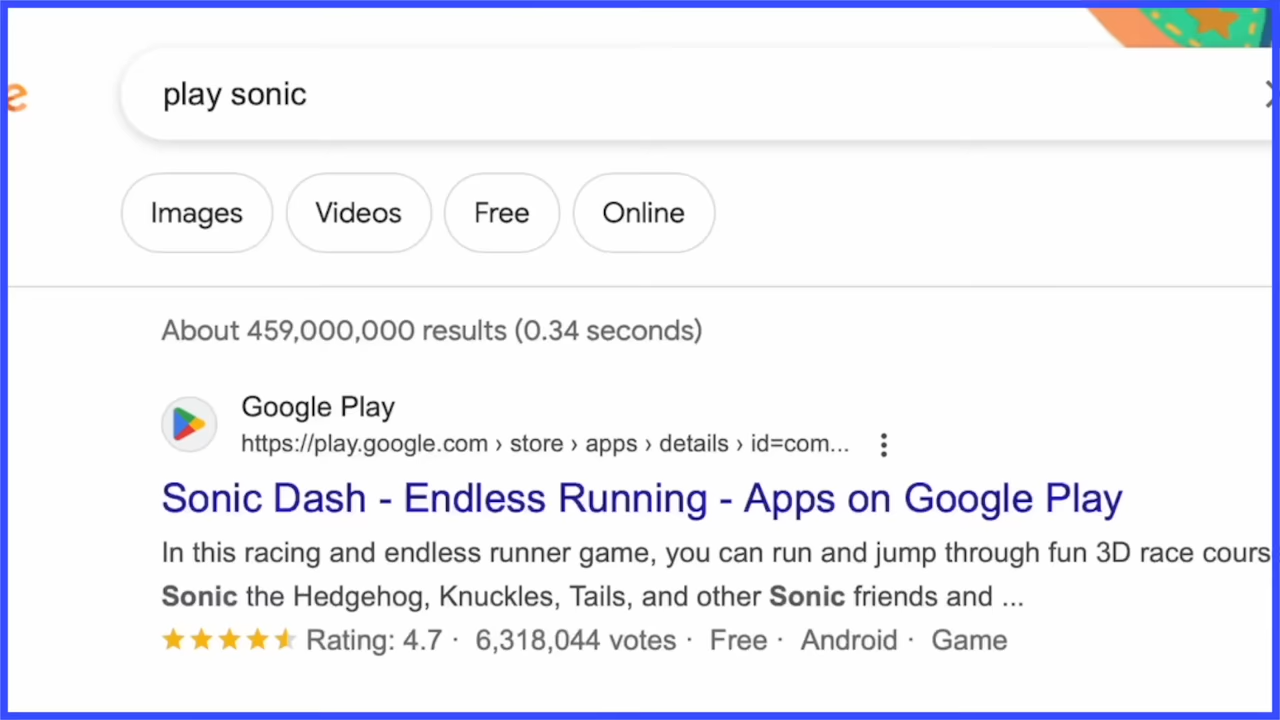 e
play sonic
Images Videos Free Online
About 459,000,000 results (0.34 seconds)
Google Play
https://play.google.com › store › apps › details › id=com...
Sonic Dash - Endless Running - Apps on Google Play
In this racing and endless runner game, you can run and jump through fun 3D race cours
Sonic the Hedgehog, Knuckles, Tails, and other Sonic friends and ...
Rating: 4.7 · 6,318,044 votes · Free · Android · Game